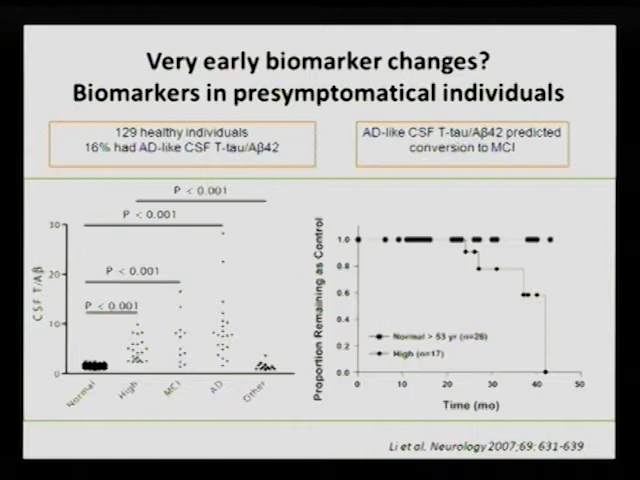 Very early biomarker changes?
Biomarkers in presymptomatical individuals
129 healthy individuals
16% had AD-like CSF T-tau/Aβ42
AD-like CSF T-tau/Aβ42 predicted
conversion to MCI
P < 0.001
P < 0.001
P < 0.001
P < 0.001
CSF T/Aβ
30
20
10
0
Normal
High
MCI
AD
Other
Proportion Remaining as Control
1.0
0.8
0.6
0.4
0.2
0.0
Normal > 53 yr (n=26)
High (n=17)
0
10
20
30
40
50
Time (mo)
Li et al. Neurology 2007;69: 631-639